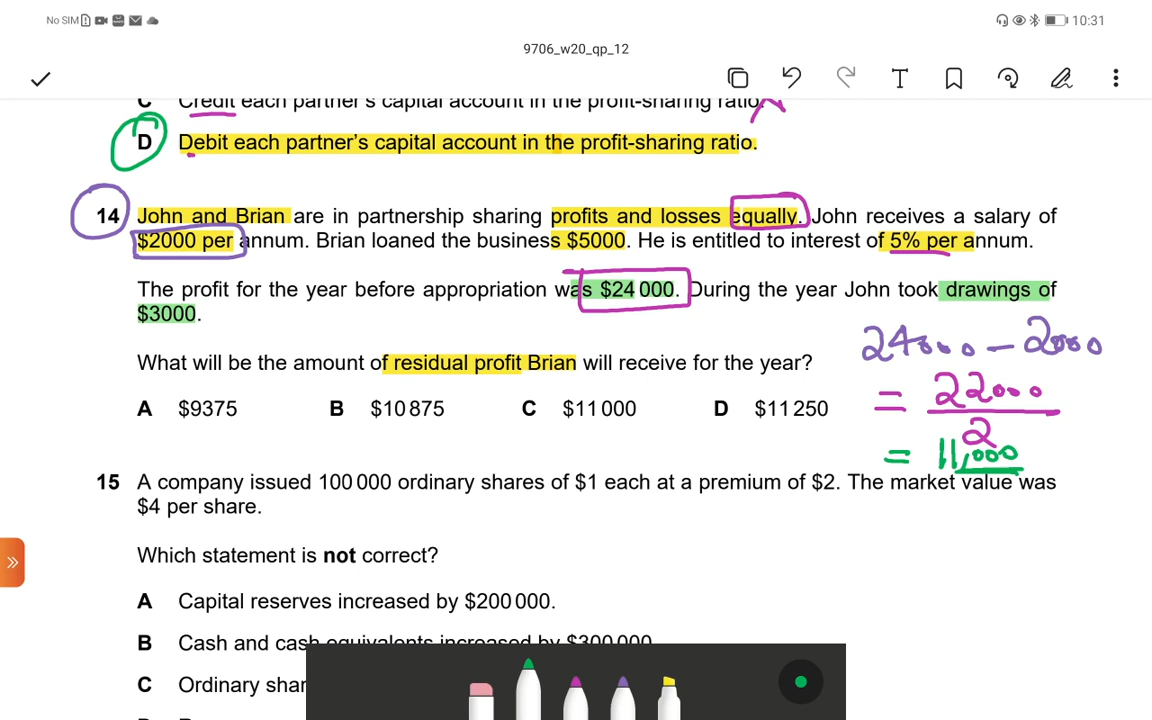 No SIM 10:31
9706_w20_qp_12
C Credit each partner's capital account in the profit-sharing ratio.
D Debit each partner's capital account in the profit-sharing ratio.
14 John and Brian are in partnership sharing profits and losses equally. John receives a salary of
$2000 per annum. Brian loaned the business $5000. He is entitled to interest of 5% per annum.
The profit for the year before appropriation was $24 000. During the year John took drawings of
$3000.
24000 - 2000
What will be the amount of residual profit Brian will receive for the year?
= 22000
A $9375 B $10 875 C $11 000 D $11 250
2
= 11,000
15 A company issued 100 000 ordinary shares of $1 each at a premium of $2. The market value was
$4 per share.
Which statement is not correct?
A Capital reserves increased by $200 000.
B Cash and cash equivalents increased by $300 000.
C Ordinary shar